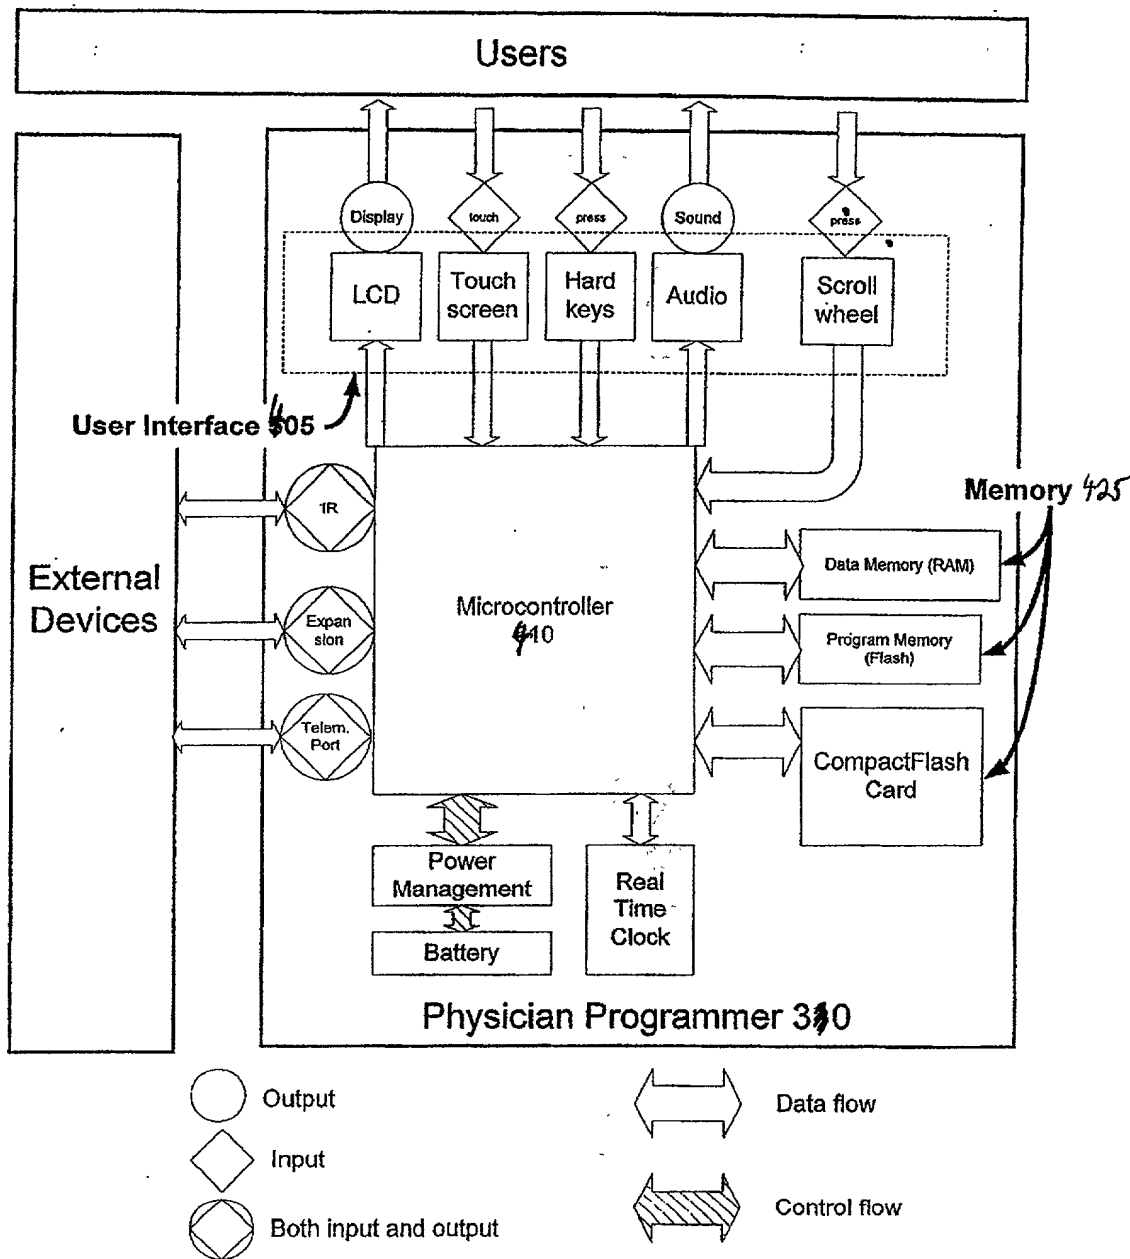 Users
Display
touch
press
Sound
press
LCD
Touch
screen
Hard
keys
Audio
Scroll
wheel
User Interface 405
Memory 425
IR
External
Devices
Expan
sion
Microcontroller
410
Data Memory (RAM)
Program Memory
(Flash)
Telem.
Port
CompactFlash
Card
Power
Management
Battery
Real
Time
Clock
Physician Programmer
Output
Input
Both input and output
Data flow
Control flow